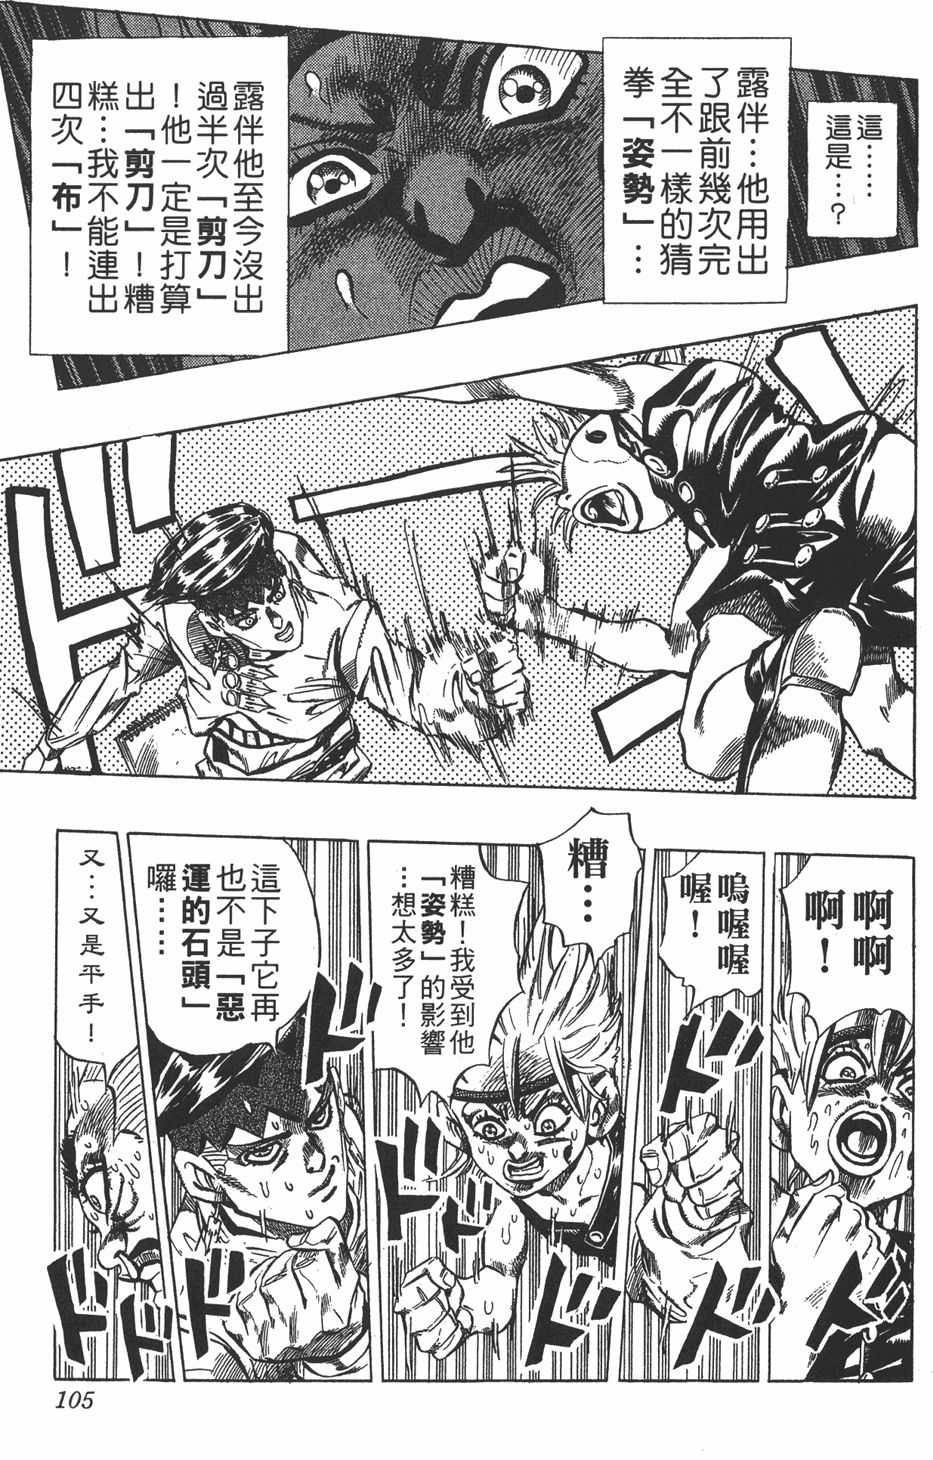 這……
這是…?
露伴…他用出
了跟前幾次完
全不一樣的猜
拳「姿勢」…
露伴他至今沒出
過半次「剪刀」
!他一定是打算
出「剪刀」!糟
糕…我不能連出
四次「布」!
ド
啊啊
啊!
嗚喔喔
喔!
糟…
糟糕!我受到他
「姿勢」的影響
…想太多了!
這下子它再
也不是「惡
運的石頭」
囉……
又…又是平手!
ド
ド
ド
ド
ド
ド
ド
ド
ド
ド
ド
105